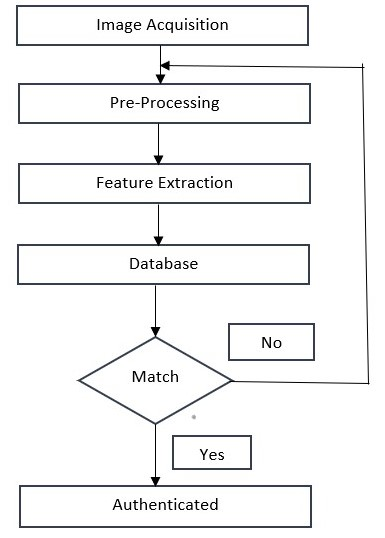 Image Acquisition
Pre-Processing
Feature Extraction
Database
No
Match
Yes
Authenticated